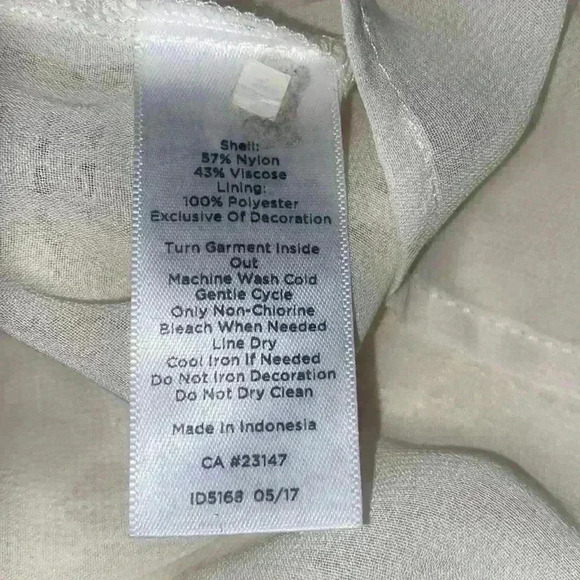 Shell:
57% Nylon
43% Viscose
Lining:
100% Polyester
Exclusive Of Decoration
Turn Garment Inside
Out
Machine Wash Cold
Gentle Cycle
Only Non-Chlorine
Bleach When Needed
Line Dry
Cool Iron If Needed
Do Not Iron Decoration
Do Not Dry Clean
Made In Indonesia
CA #23147
ID5168 05/17